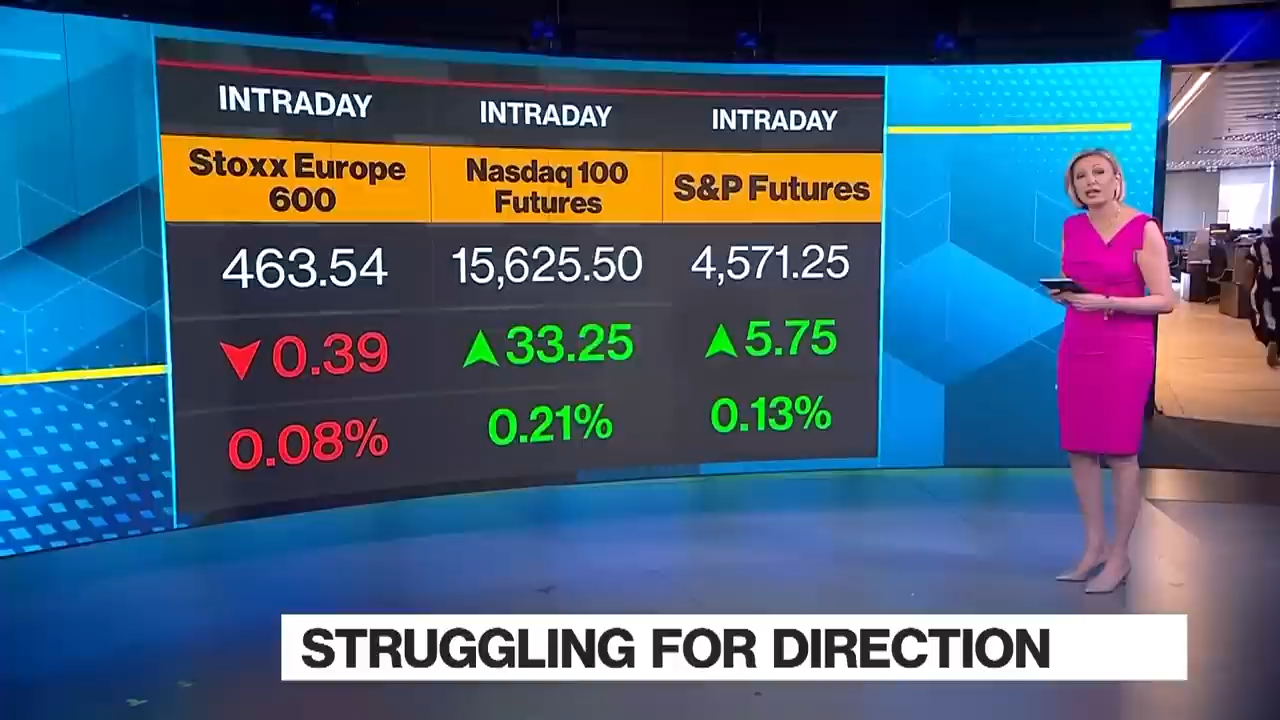 INTRADAY
INTRADAY
INTRADAY
Stoxx Europe
600
Nasdaq 100
Futures
S&P Futures
463.54
15,625.50
4,571.25
▼0.39
▲33.25
▲5.75
0.08%
0.21%
0.13%
STRUGGLING FOR DIRECTION